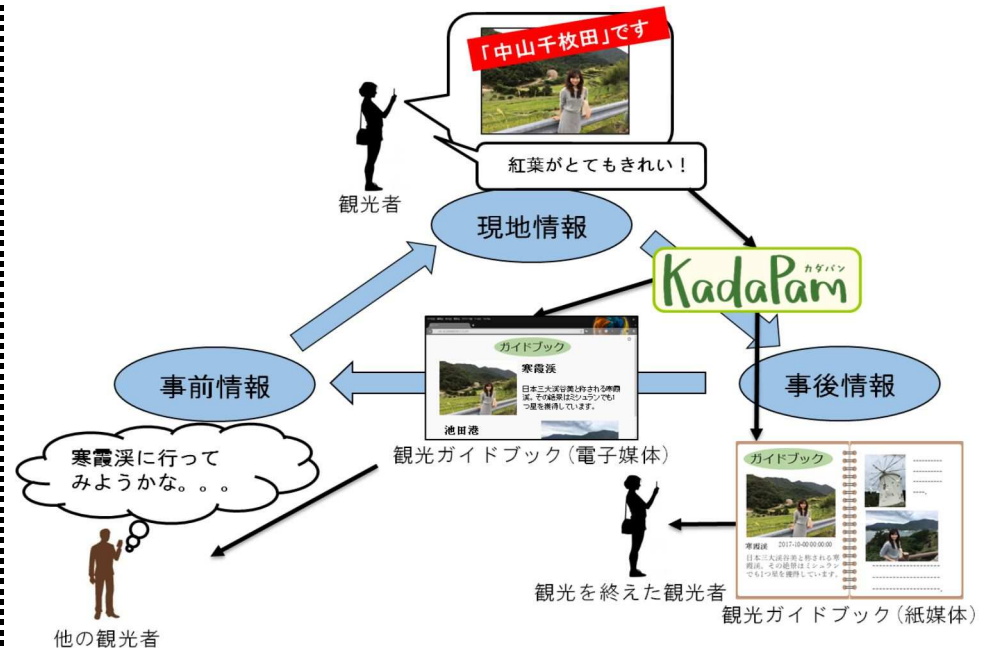 「中山千枚田」です
紅葉がとてもきれい！
観光者
現地情報
カダパン
KadaPam
ガイドブック
寒霞渓
日本三大渓谷美と称される寒霞
渓。その絶景はミシュランでも1
つ星を獲得しています。
池田港
事前情報
事後情報
観光ガイドブック（電子媒体）
寒霞渓に行って
みようかな。。。
ガイドブック
寒霞渓 2017-10-00 00:00:00
日本三大渓谷美と称される寒
霞渓。その絶景はミシュラン
でも1つ星を獲得しています。
観光を終えた観光者
観光ガイドブック（紙媒体）
他の観光者